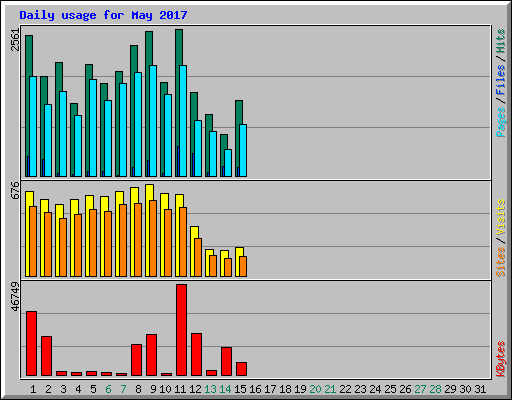 Daily usage for May 2017
2561
Pages / Files / Hits
676
Sites / Visits
46749
KBytes
1 2 3 4 5 6 7 8 9 10 11 12 13 14 15 16 17 18 19 20 21 22 23 24 25 26 27 28 29 30 31